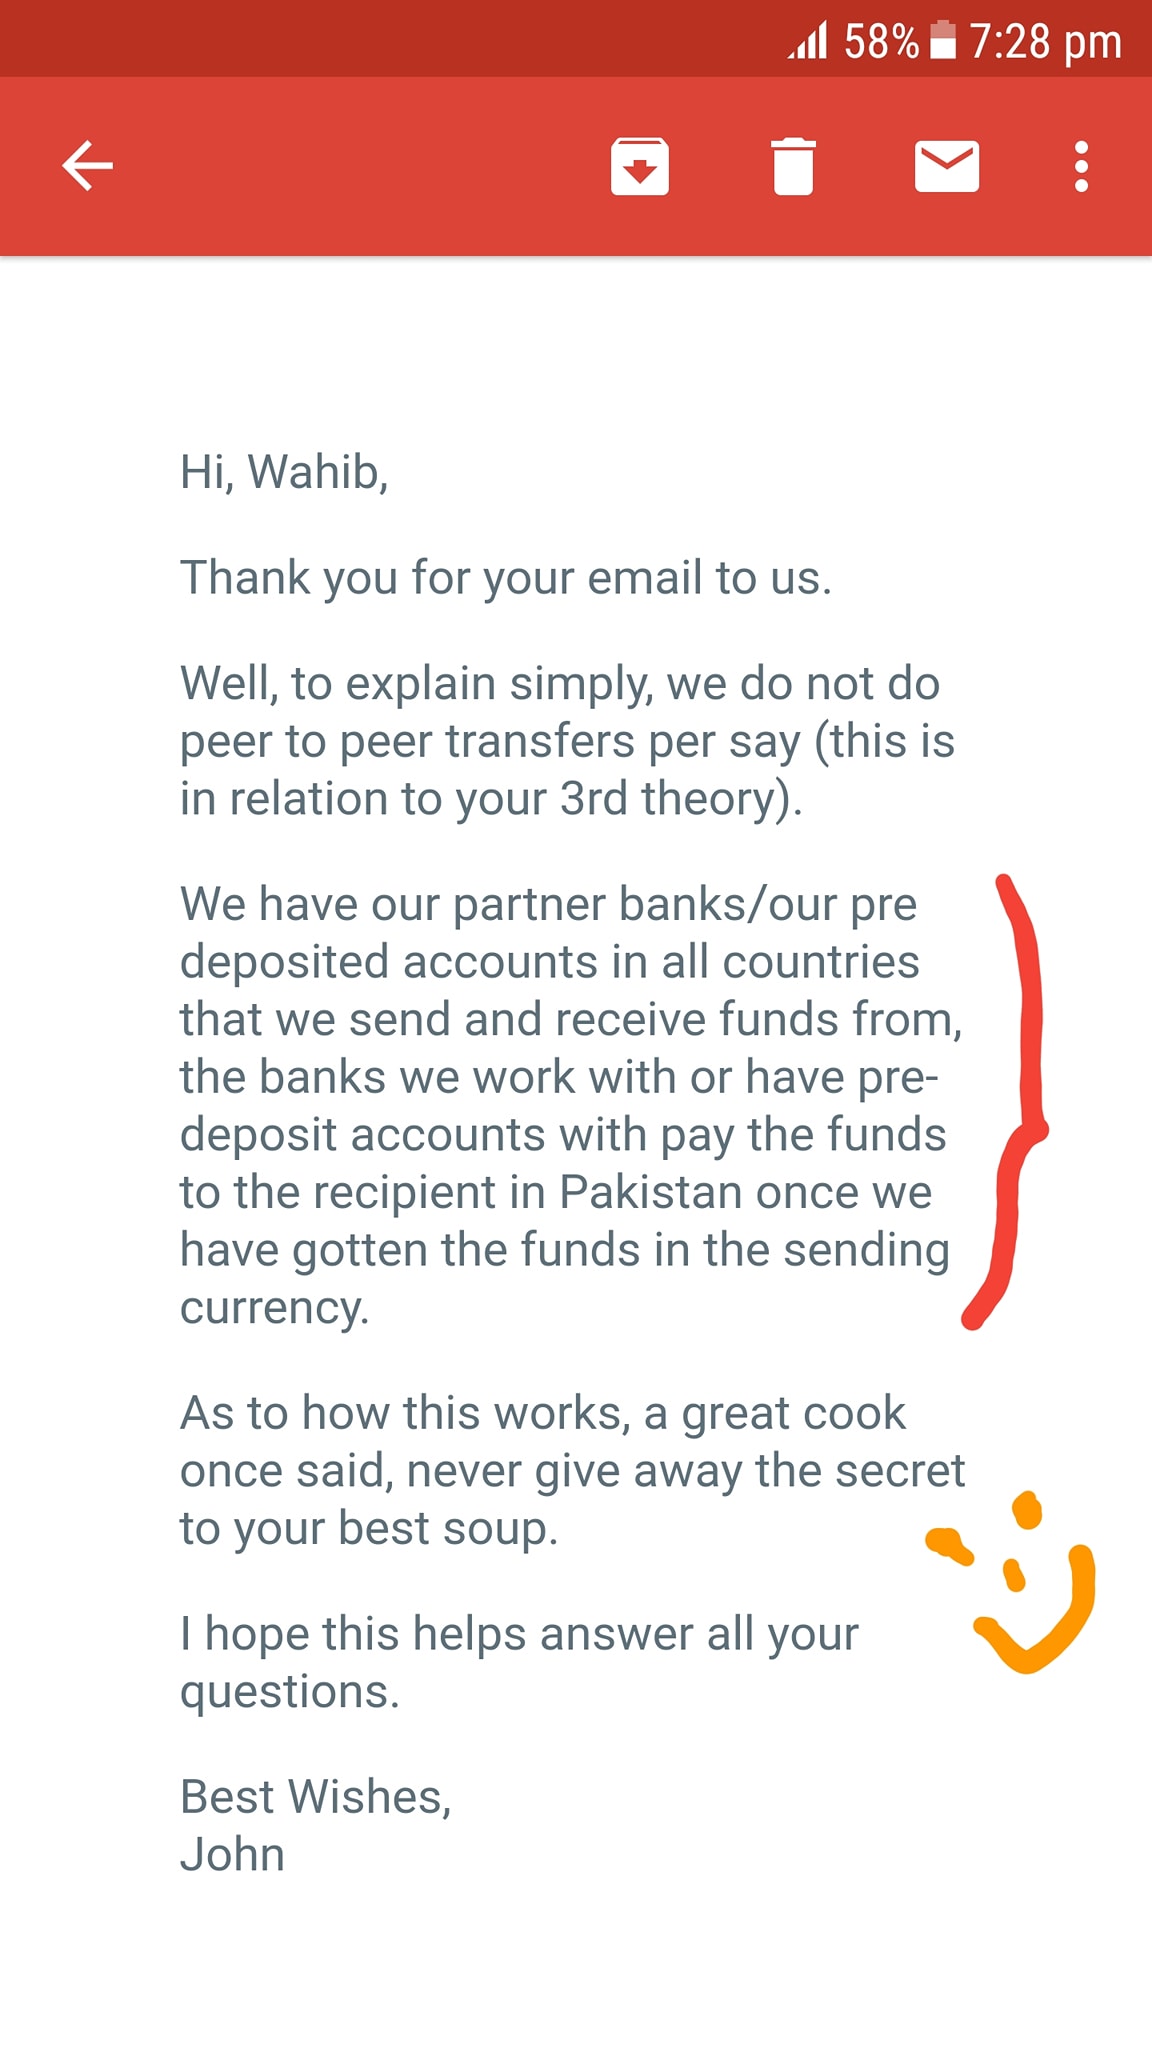 58% 7:28 pm
Hi, Wahib,
Thank you for your email to us.
Well, to explain simply, we do not do
peer to peer transfers per say (this is
in relation to your 3rd theory).
We have our partner banks/our pre
deposited accounts in all countries
that we send and receive funds from,
the banks we work with or have pre-
deposit accounts with pay the funds
to the recipient in Pakistan once we
have gotten the funds in the sending
currency.
As to how this works, a great cook
once said, never give away the secret
to your best soup.
I hope this helps answer all your
questions.
Best Wishes,
John